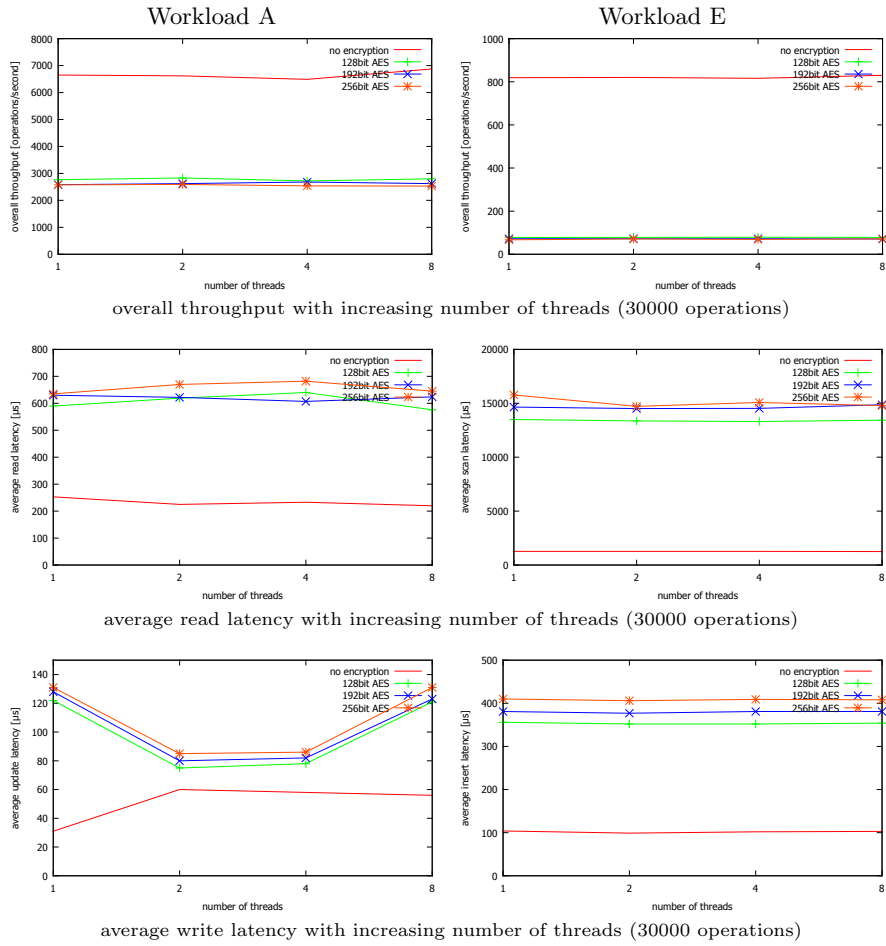 Workload A
Workload E
8000
7000
6000
5000
4000
3000
2000
1000
0
overall throughput [operations/second]
no encryption
128bit AES
192bit AES
256bit AES
1 2 4 8
number of threads
1000
800
600
400
200
0
overall throughput [operations/second]
no encryption
128bit AES
192bit AES
256bit AES
1 2 4 8
number of threads
overall throughput with increasing number of threads (30000 operations)
800
700
600
500
400
300
200
100
0
average read latency [µs]
no encryption
128bit AES
192bit AES
256bit AES
1 2 4 8
number of threads
20000
15000
10000
5000
0
average scan latency [µs]
no encryption
128bit AES
192bit AES
256bit AES
1 2 4 8
number of threads
average read latency with increasing number of threads (30000 operations)
140
120
100
80
60
40
20
0
average update latency [µs]
no encryption
128bit AES
192bit AES
256bit AES
1 2 4 8
number of threads
500
400
300
200
100
0
average insert latency [µs]
no encryption
128bit AES
192bit AES
256bit AES
1 2 4 8
number of threads
average write latency with increasing number of threads (30000 operations)